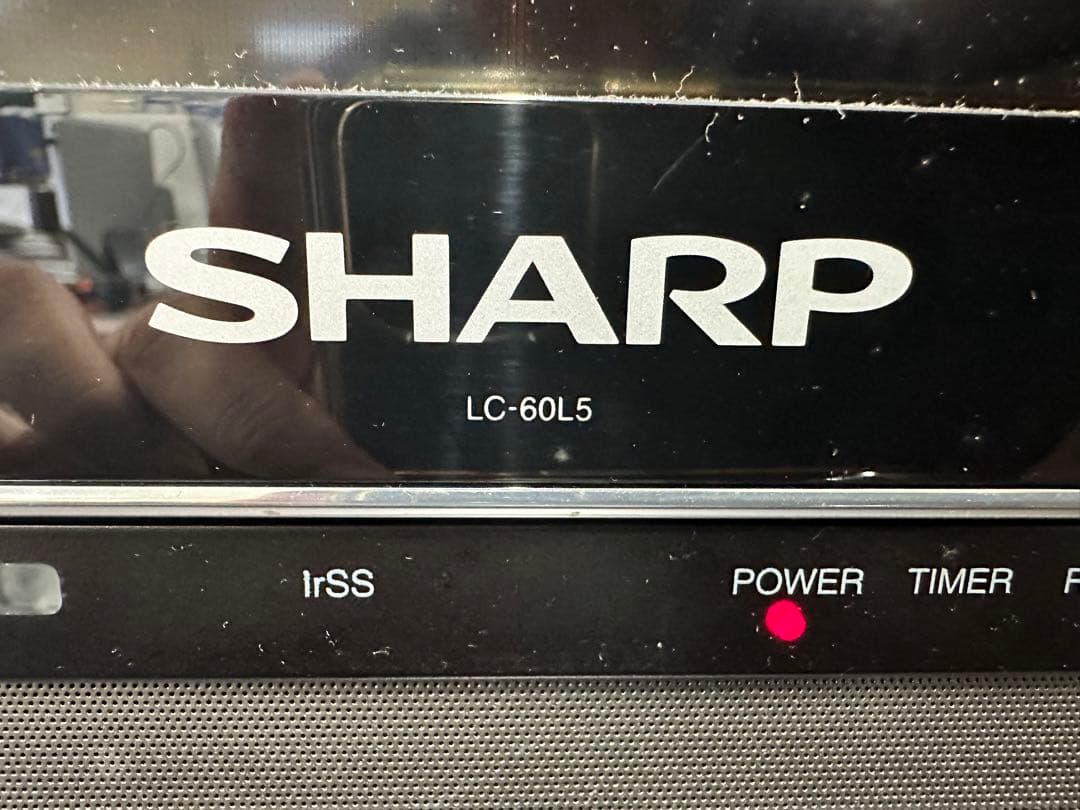 SHARP
LC-60L5
IrSS POWER TIMER